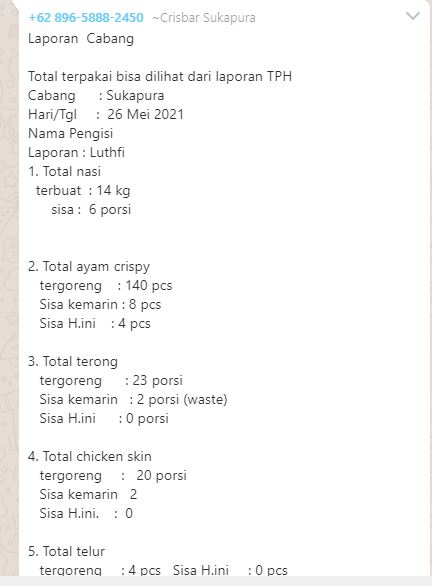 +62 896-5888-2450 ~Crisbar Sukapura
Laporan Cabang
Total terpakai bisa dilihat dari laporan TPH
Cabang : Sukapura
Hari/Tgl : 26 Mei 2021
Nama Pengisi
Laporan : Luthfi
1. Total nasi
terbuat : 14 kg
sisa : 6 porsi
2. Total ayam crispy
tergoreng : 140 pcs
Sisa kemarin : 8 pcs
Sisa H.ini : 4 pcs
3. Total terong
tergoreng : 23 porsi
Sisa kemarin : 2 porsi (waste)
Sisa H.ini : 0 porsi
4. Total chicken skin
tergoreng : 20 porsi
Sisa kemarin 2
Sisa H.ini. : 0
5. Total telur
tergoreng : 4 pcs Sisa H.ini : 0 pcs